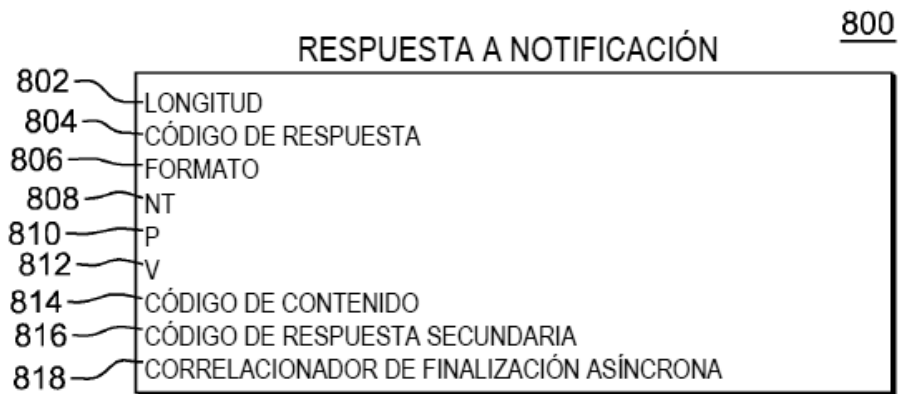 800
RESPUESTA A NOTIFICACIÓN
802 LONGITUD
804 CÓDIGO DE RESPUESTA
806 FORMATO
808 NT
810 P
812 V
814 CÓDIGO DE CONTENIDO
816 CÓDIGO DE RESPUESTA SECUNDARIA
818 CORRELACIONADOR DE FINALIZACIÓN ASÍNCRONA